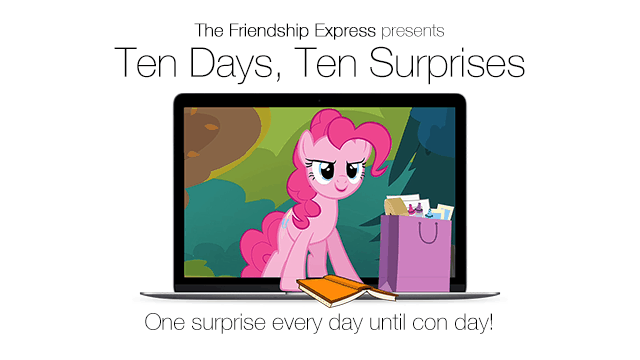 The Friendship Express presents
Ten Days, Ten Surprises
One surprise every day until con day!